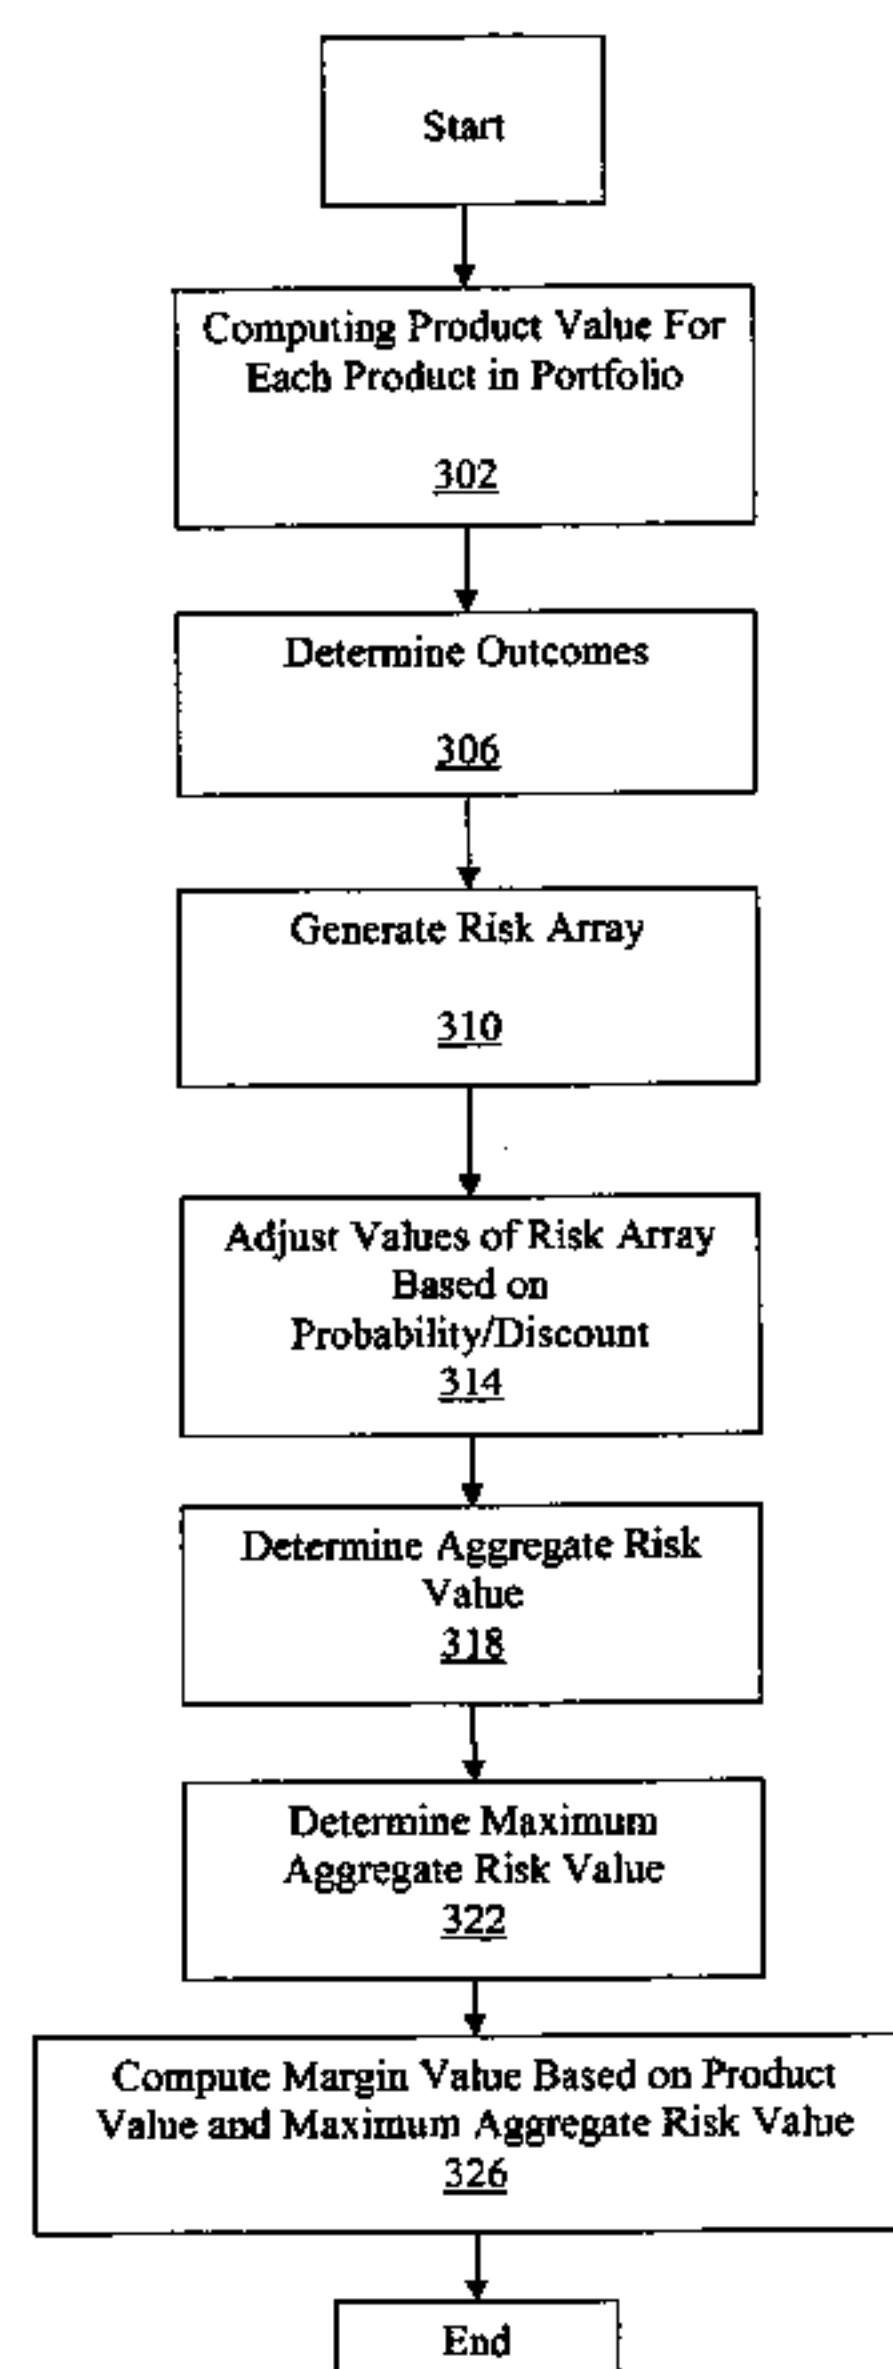 Start
Computing Product Value For
Each Product in Portfolio
302
Determine Outcomes
306
Generate Risk Array
310
Adjust Values of Risk Array
Based on
Probability/Discount
314
Determine Aggregate Risk
Value
318
Determine Maximum
Aggregate Risk Value
322
Compute Margin Value Based on Product
Value and Maximum Aggregate Risk Value
326
End